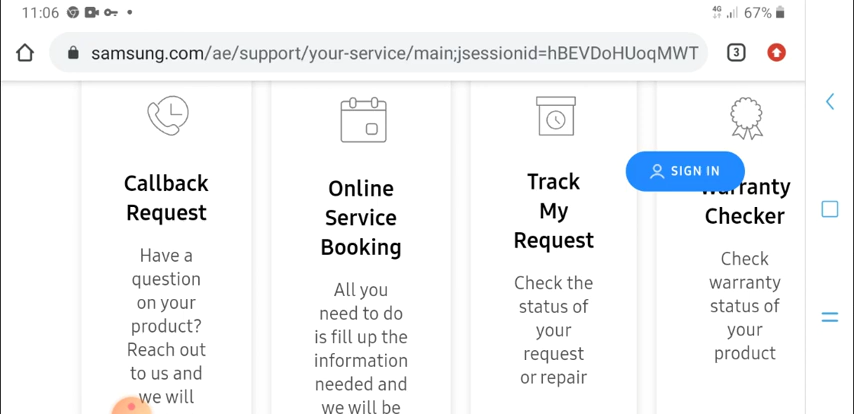 11:06
4G 67%
samsung.com/ae/support/your-service/main;jsessionid=hBEVDoHUoqMWT
3
SIGN IN
Callback
Request
Have a
question
on your
product?
Reach out
to us and
we will
Online
Service
Booking
All you
need to do
is fill up the
information
needed and
we will be
Track
My
Request
Check the
status of
your
request
or repair
Warranty
Checker
Check
warranty
status of
your
product